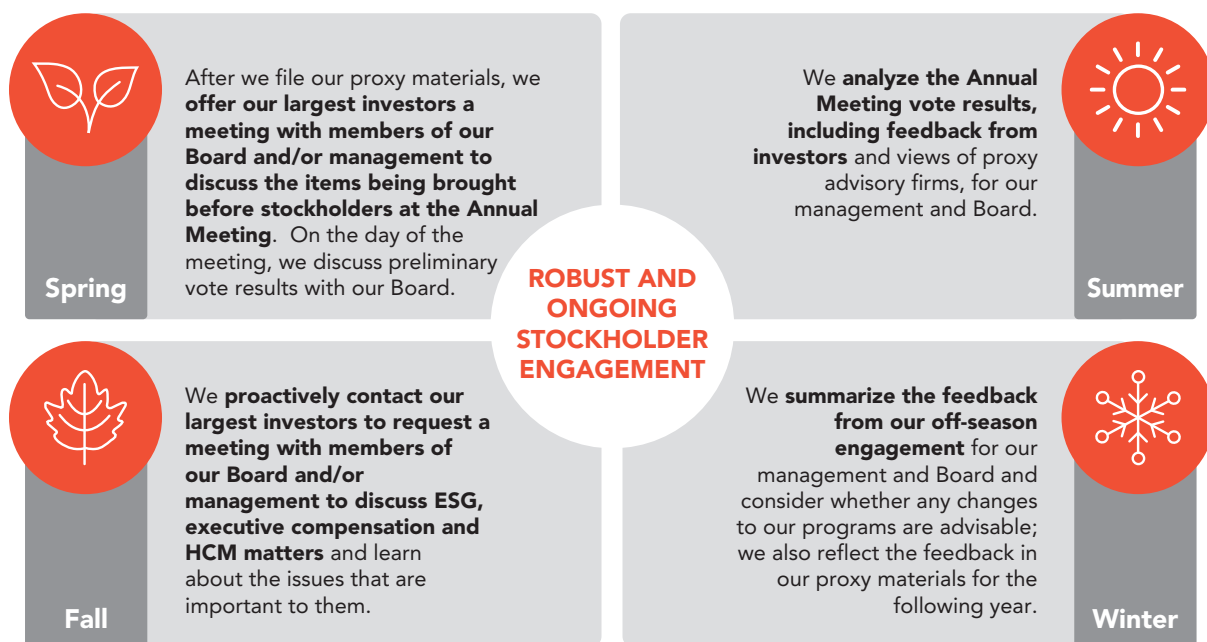 After we file our proxy materials, we
offer our largest investors a
meeting with members of our
Board and/or management to
discuss the items being brought
before stockholders at the Annual
Meeting.  On the day of the
meeting, we discuss preliminary
vote results with our Board.
Spring
We analyze the Annual
Meeting vote results,
including feedback from
investors and views of proxy
advisory firms, for our
management and Board.
Summer
ROBUST AND
ONGOING
STOCKHOLDER
ENGAGEMENT
We proactively contact our
largest investors to request a
meeting with members of
our Board and/or
management to discuss ESG,
executive compensation and
HCM matters and learn
about the issues that are
important to them.
Fall
We summarize the feedback
from our off-season
engagement for our
management and Board and
consider whether any changes
to our programs are advisable;
we also reflect the feedback in
our proxy materials for the
following year.
Winter